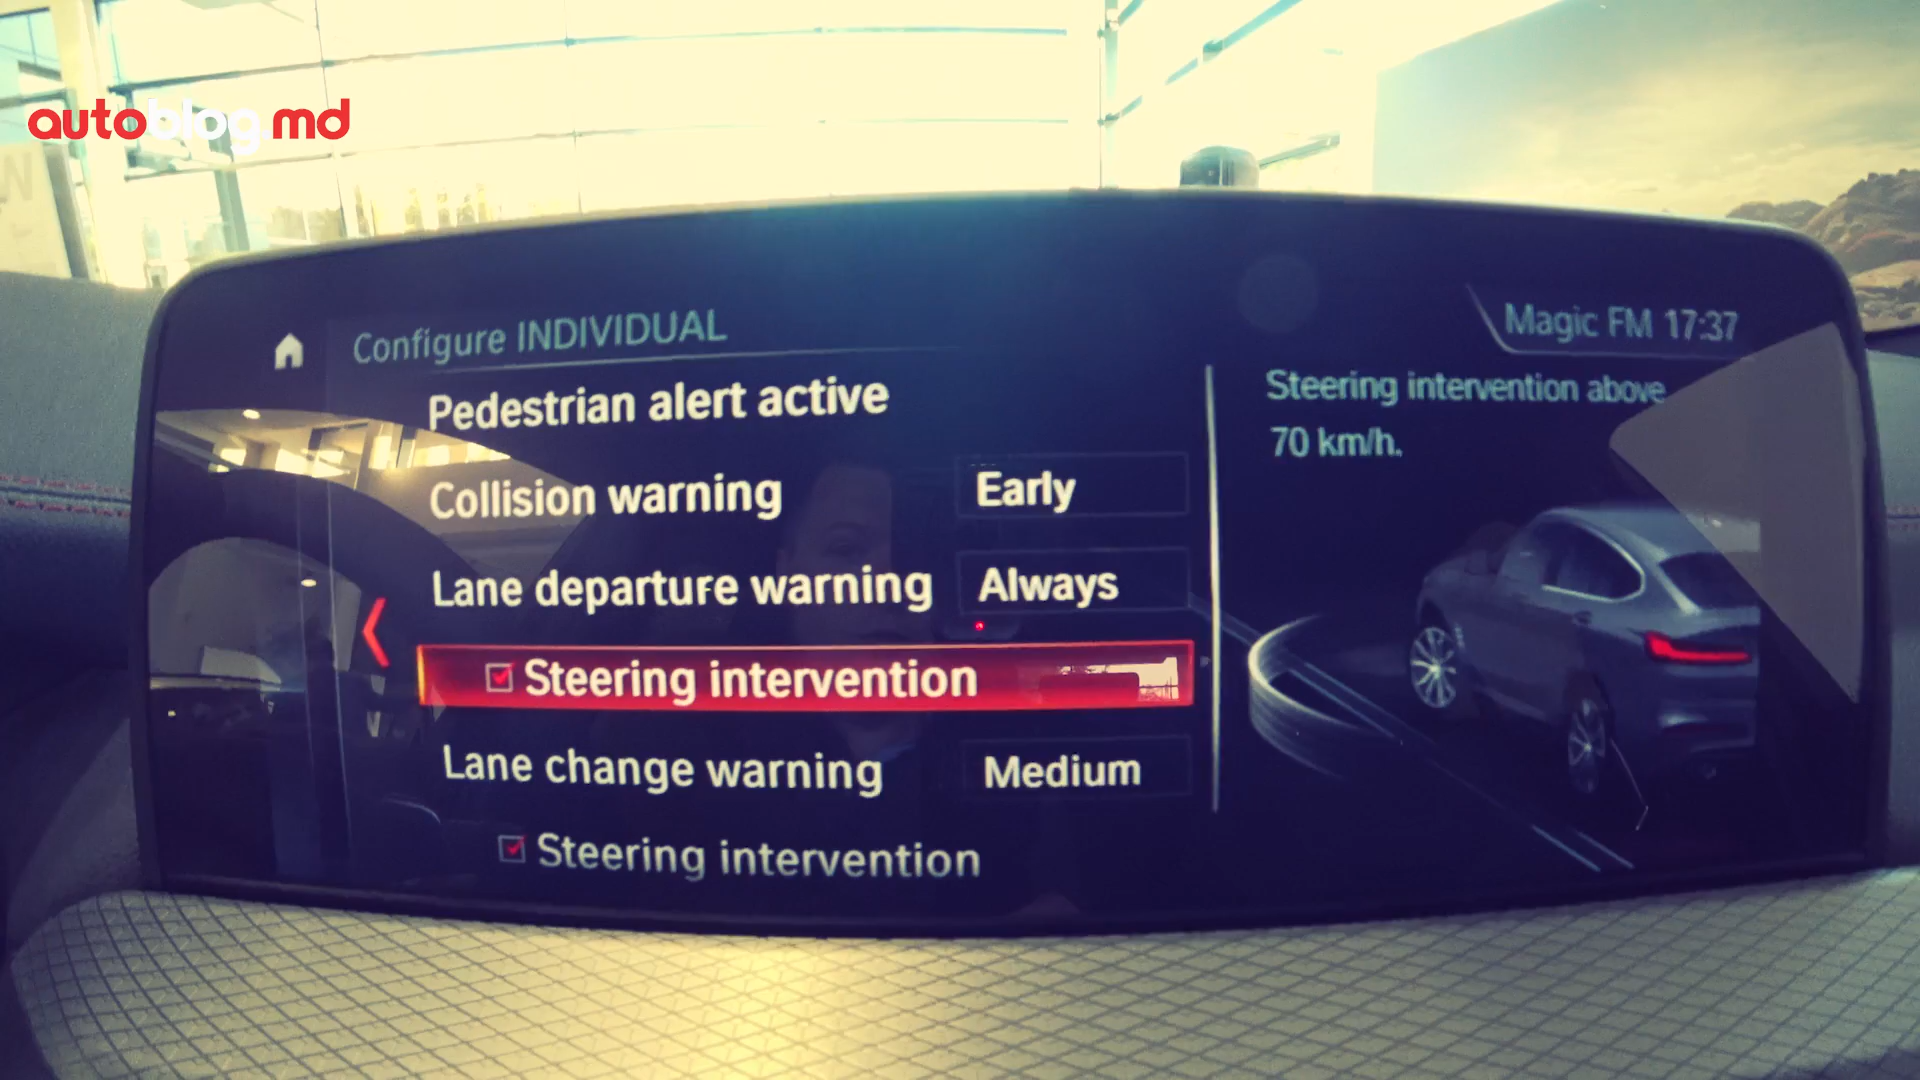 autoblog md
Configure INDIVIDUAL
Magic FM 17:37
Pedestrian alert active
Collision warning Early
Lane departure warning Always
Steering intervention
Lane change warning Medium
Steering intervention
Steering intervention above
70 km/h.